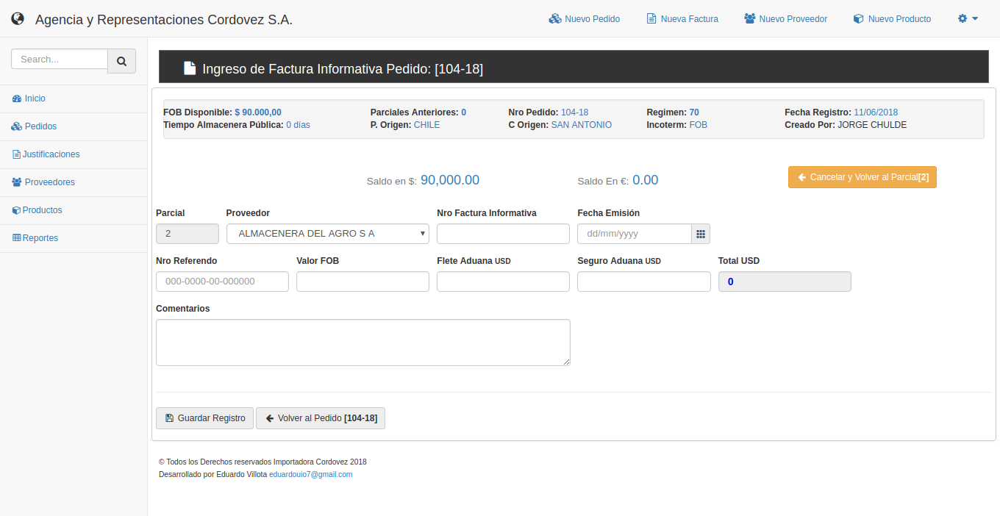 Agencia y Representaciones Cordovez S.A.
Nuevo Pedido
Nueva Factura
Nuevo Proveedor
Nuevo Producto
Search...
Inicio
Pedidos
Justificaciones
Proveedores
Productos
Reportes
Ingreso de Factura Informativa Pedido: [104-18]
FOB Disponible: $ 90.000,00 Parciales Anteriores: 0 Nro Pedido: 104-18 Regimen: 70 Fecha Registro: 11/06/2018
Tiempo Almacenera Pública: 0 días P. Origen: CHILE C Origen: SAN ANTONIO Incoterm: FOB Creado Por: JORGE CHULDE
Saldo en $: 90,000.00 Saldo En €: 0.00 Cancelar y Volver al Parcial[2]
Parcial Proveedor Nro Factura Informativa Fecha Emisión
2 ALMACENERA DEL AGRO S A dd/mm/yyyy
Nro Referendo Valor FOB Flete Aduana USD Seguro Aduana USD Total USD
000-0000-00-000000 0
Comentarios
Guardar Registro Volver al Pedido [104-18]
© Todos los Derechos reservados Importadora Cordovez 2018
Desarrollado por Eduardo Villota eduardouio7@gmail.com